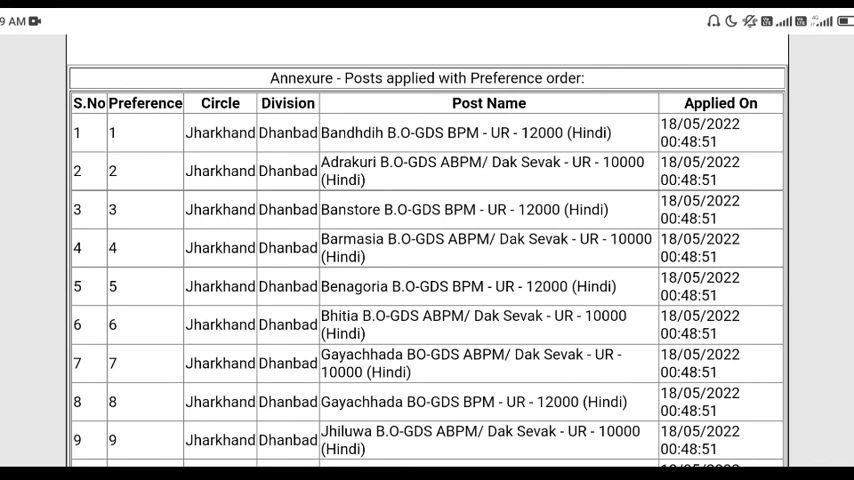 9 AM
Annexure - Posts applied with Preference order:
S.No Preference Circle Division Post Name Applied On
1 1 Jharkhand Dhanbad Bandhdih B.O-GDS BPM - UR - 12000 (Hindi) 18/05/2022
00:48:51
2 2 Jharkhand Dhanbad Adrakuri B.O-GDS ABPM/ Dak Sevak - UR - 10000 18/05/2022
(Hindi) 00:48:51
3 3 Jharkhand Dhanbad Banstore B.O-GDS BPM - UR - 12000 (Hindi) 18/05/2022
00:48:51
4 4 Jharkhand Dhanbad Barmasia B.O-GDS ABPM/ Dak Sevak - UR - 10000 18/05/2022
(Hindi) 00:48:51
5 5 Jharkhand Dhanbad Benagoria B.O-GDS BPM - UR - 12000 (Hindi) 18/05/2022
00:48:51
6 6 Jharkhand Dhanbad Bhitia B.O-GDS ABPM/ Dak Sevak - UR - 10000 18/05/2022
(Hindi) 00:48:51
7 7 Jharkhand Dhanbad Gayachhada BO-GDS ABPM/ Dak Sevak - UR - 18/05/2022
10000 (Hindi) 00:48:51
8 8 Jharkhand Dhanbad Gayachhada BO-GDS BPM - UR - 12000 (Hindi) 18/05/2022
00:48:51
9 9 Jharkhand Dhanbad Jhiluwa B.O-GDS ABPM/ Dak Sevak - UR - 10000 18/05/2022
(Hindi) 00:48:51